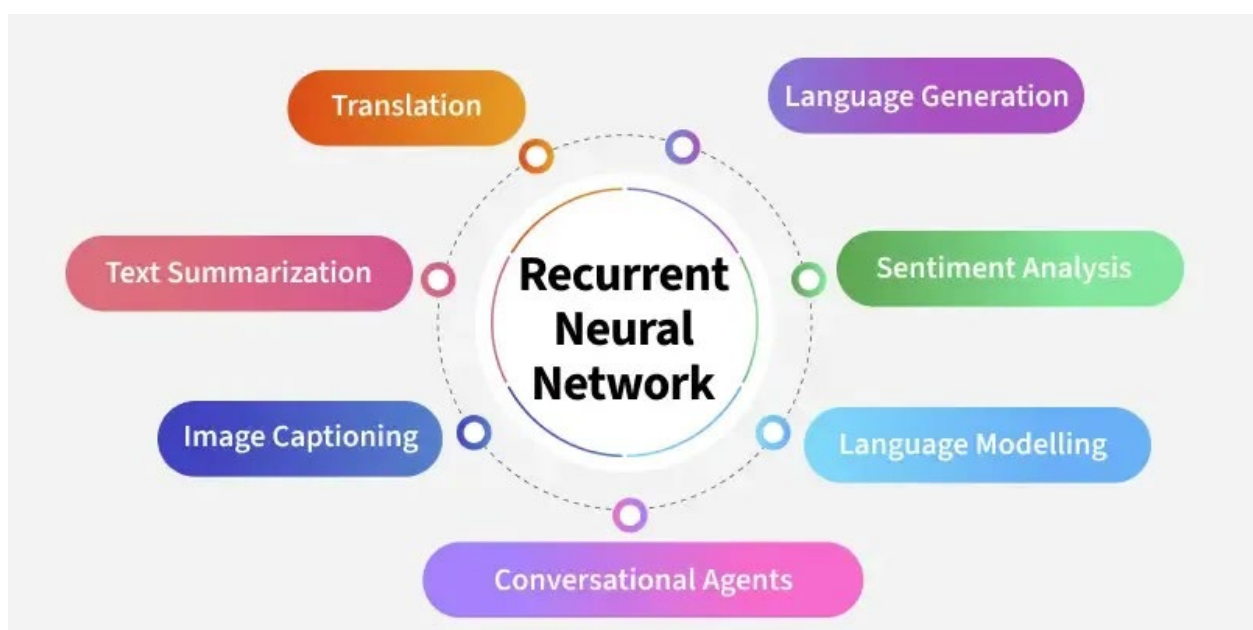 Translation
Language Generation
Text Summarization
Sentiment Analysis
Recurrent
Neural
Network
Image Captioning
Language Modelling
Conversational Agents